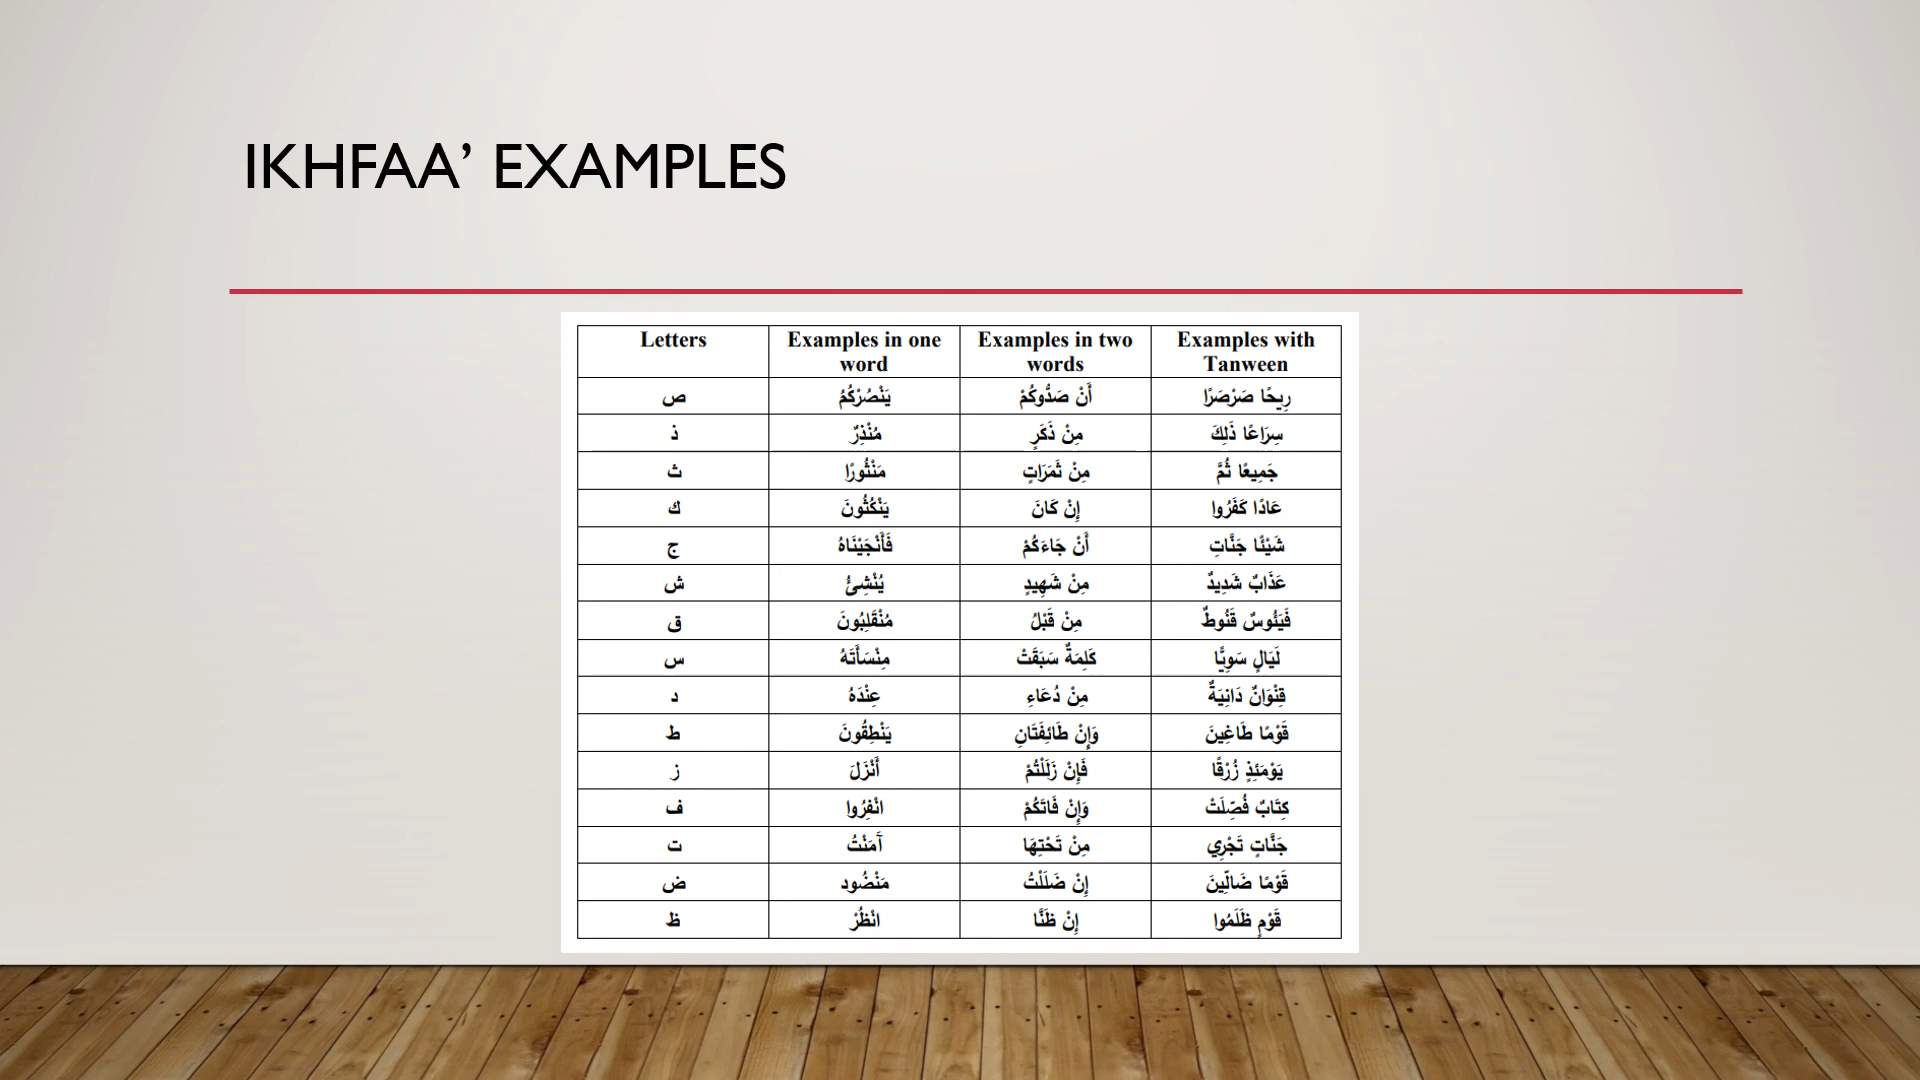 IKHFAA’ EXAMPLES
Letters | Examples in one word | Examples in two words | Examples with Tanween
ص | يَنْصُرْكُمُ | أَنْ صَدُّوكُمْ | رِيحًا صَرْصَرًا
ذ | مُنْذِرٌ | مِنْ ذَكَرٍ | سِرَاعًا ذَلِكَ
ث | مَنْثُورًا | مِنْ ثَمَرَاتٍ | جَمِيعًا ثُمَّ
ك | يَنْكُثُونَ | إِنْ كَانَ | عَادًا كَفَرُوا
ج | فَأَنْجَيْنَاهُ | أَنْ جَاءَكُمْ | شَيْئًا جَنَّاتِ
ش | يُنْشِئُ | مِنْ شَهِيدٍ | عَذَابٌ شَدِيدٌ
ق | مُنْقَلِبُونَ | مِنْ قَبْلُ | فَيَئُوسٌ قَنُوطٌ
س | مِنْسَأَتَهُ | كَلِمَةٌ سَبَقَتْ | لَيَالٍ سَوِيًّا
د | عِنْدَهُ | مِنْ دُعَاءِ | قِنْوَانٌ دَانِيَةٌ
ط | يَنْطِقُونَ | وَإِنْ طَائِفَتَانِ | قَوْمًا طَاغِينَ
ز | أَنْزَلَ | فَإِنْ زَلَلْتُمْ | يَوْمَئِذٍ زُرْقًا
ف | انْفِرُوا | وَإِنْ فَاتَكُمْ | كِتَابٌ فُصِّلَتْ
ت | آَمَنْتُ | مِنْ تَحْتِهَا | جَنَّاتٍ تَجْرِي
ض | مَنْضُود | إِنْ ضَلَلْتُ | قَوْمًا ضَالِّينَ
ظ | انْظُرْ | إِنْ ظَنَّا | قَوْمٍ ظَلَمُوا